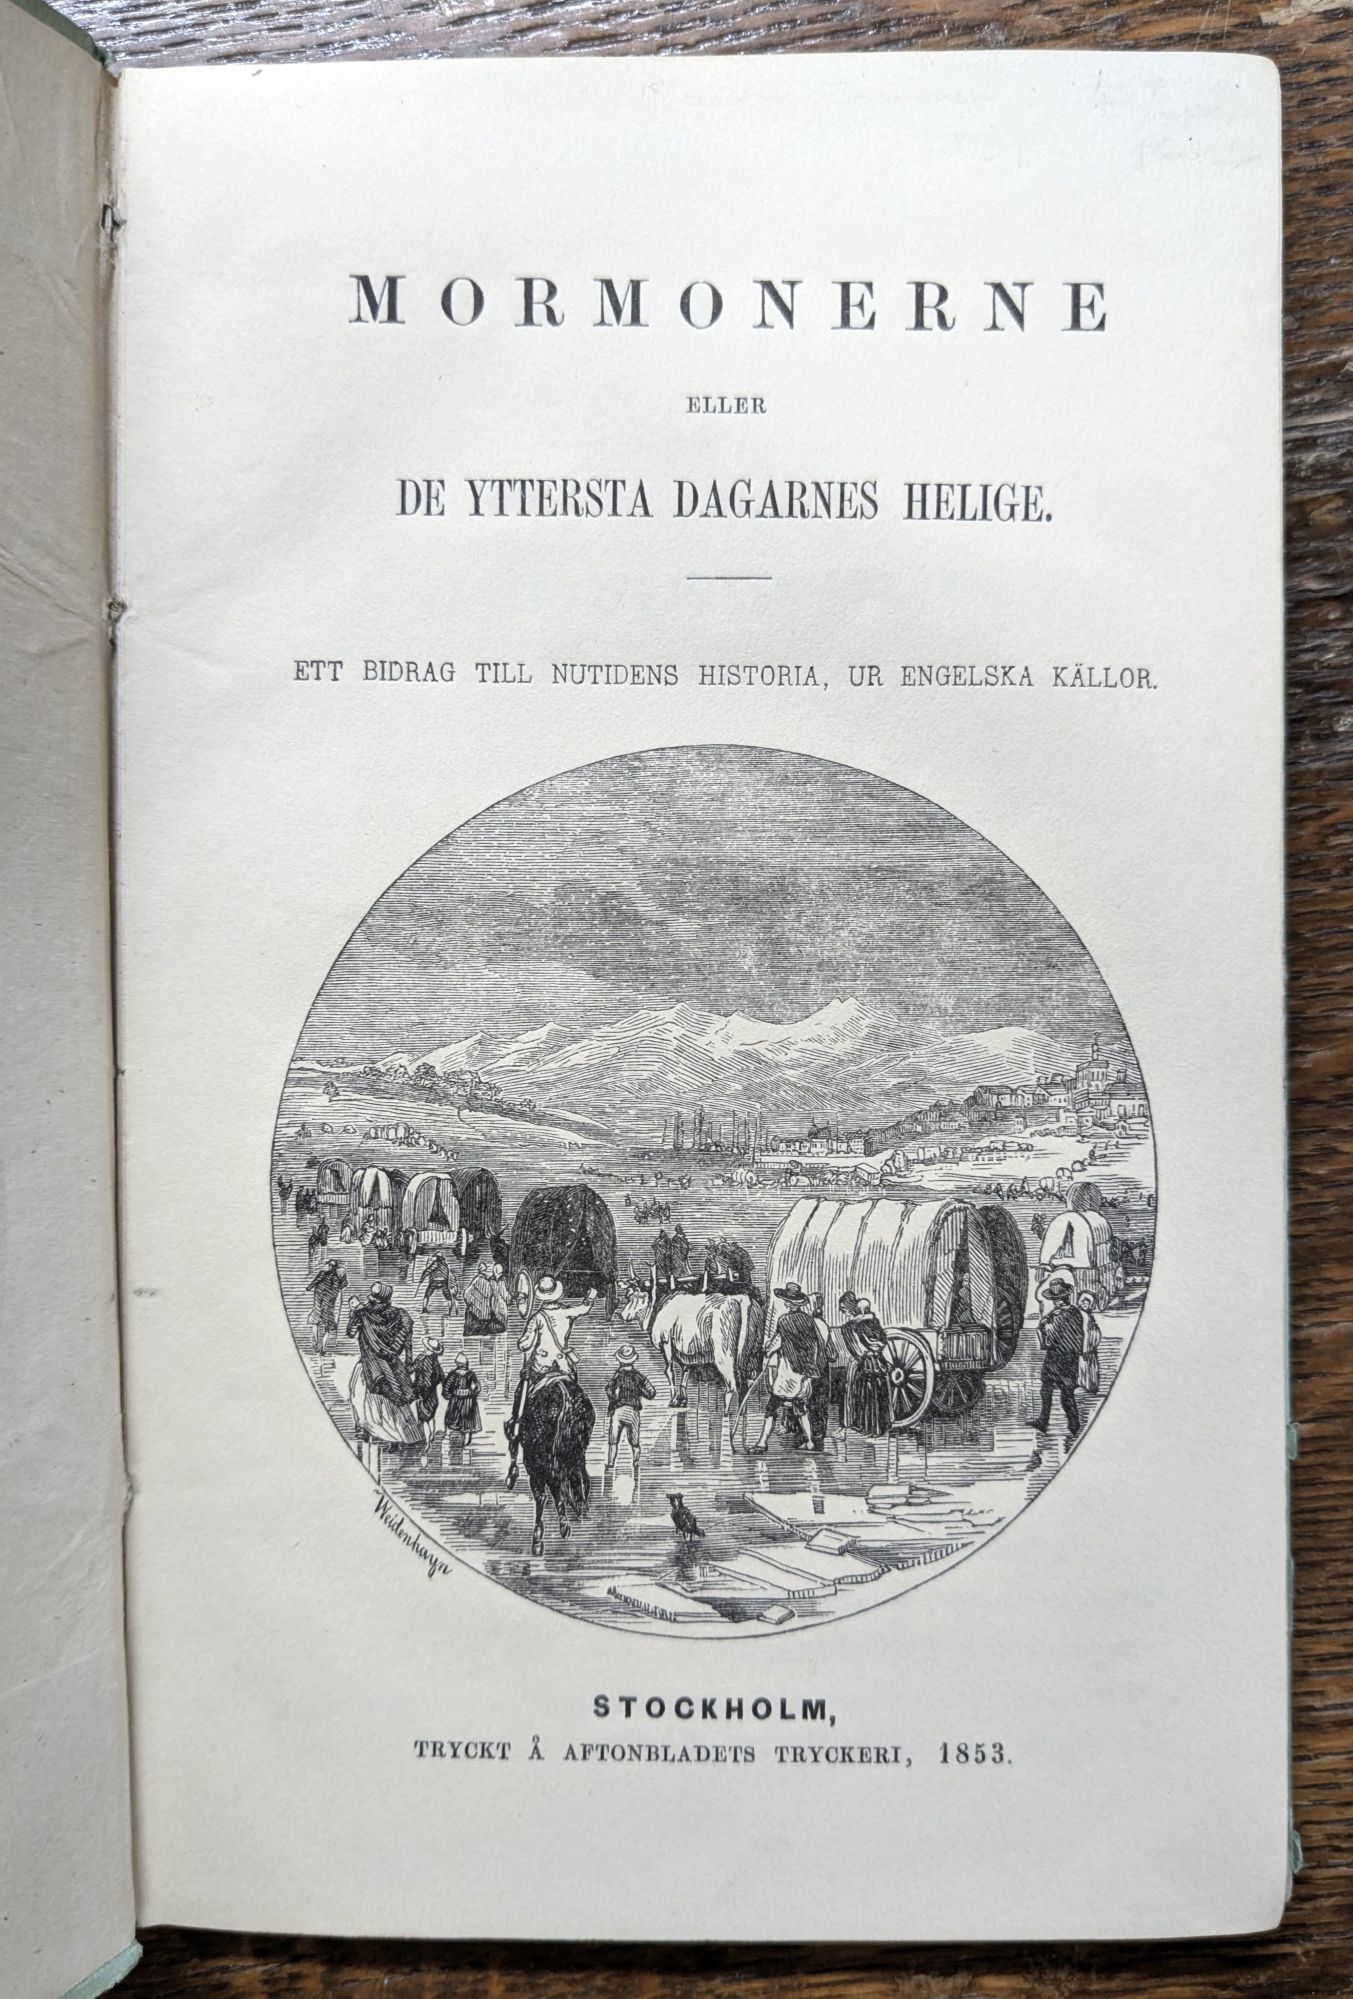 MORMONERNE
ELLER
DE YTTERSTA DAGARNES HELIGE.
ETT BIDRAG TILL NUTIDENS HISTORIA, UR ENGELSKA KÄLLOR.
Weidenhayn
STOCKHOLM,
TRYCKT Å AFTONBLADETS TRYCKERI, 1853.